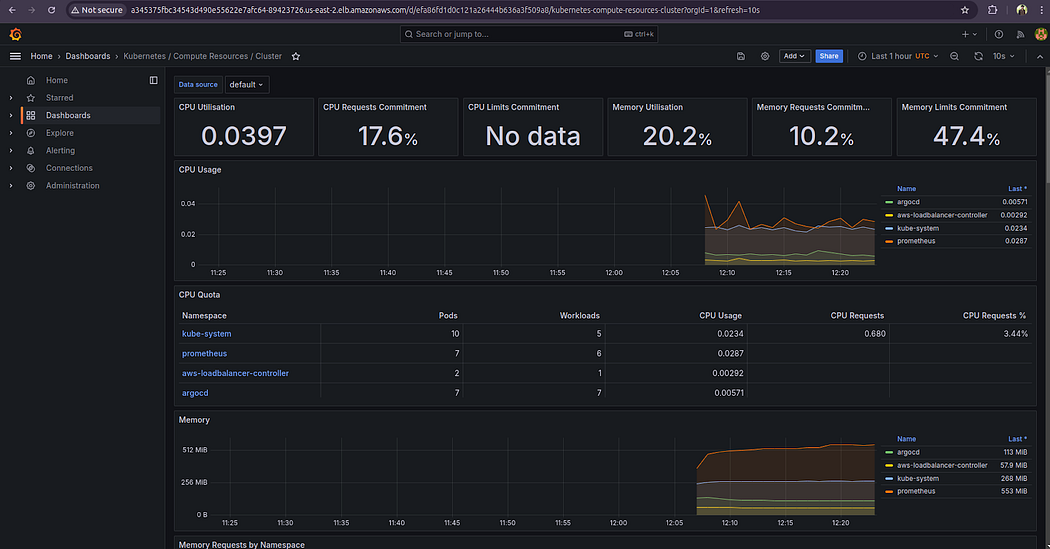 Not secure a345375fbc34543d490e55622e7afc64-89423726.us-east-2.elb.amazonaws.com/d/efa86fd1d0c121a26444b636a3f509a8/kubernetes-compute-resources-cluster?orgId=1&refresh=10s
Search or jump to... ctrl+k
Home Dashboards Kubernetes / Compute Resources / Cluster Add Share Last 1 hour UTC 10s
Home
Starred
Dashboards
Explore
Alerting
Connections
Administration
Data source default
CPU Utilisation CPU Requests Commitment CPU Limits Commitment Memory Utilisation Memory Requests Commitm... Memory Limits Commitment
0.0397 17.6% No data 20.2% 10.2% 47.4%
CPU Usage
Name Last *
argocd 0.00571
aws-loadbalancer-controller 0.00292
kube-system 0.0234
prometheus 0.0287
0.04
0.02
0
11:25 11:30 11:35 11:40 11:45 11:50 11:55 12:00 12:05 12:10 12:15 12:20
CPU Quota
Namespace Pods Workloads CPU Usage CPU Requests CPU Requests %
kube-system 10 5 0.0234 0.680 3.44%
prometheus 7 6 0.0287
aws-loadbalancer-controller 2 1 0.00292
argocd 7 7 0.00571
Memory
Name Last *
argocd 113 MiB
aws-loadbalancer-controller 57.9 MiB
kube-system 268 MiB
prometheus 553 MiB
512 MiB
256 MiB
0 B
11:25 11:30 11:35 11:40 11:45 11:50 11:55 12:00 12:05 12:10 12:15 12:20
Memory Requests by Namespace